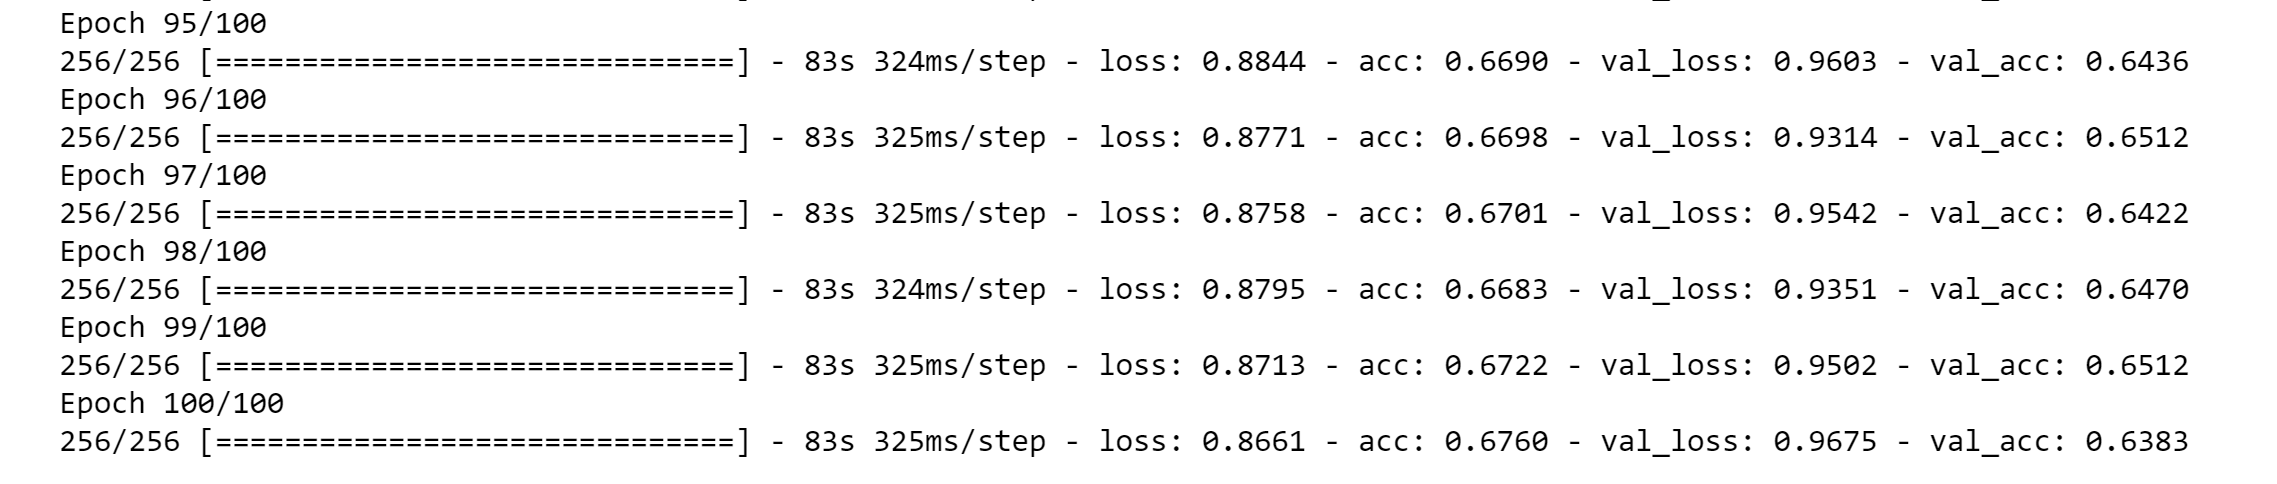 Epoch 95/100
256/256 [==============================] - 83s 324ms/step - loss: 0.8844 - acc: 0.6690 - val_loss: 0.9603 - val_acc: 0.6436
Epoch 96/100
256/256 [==============================] - 83s 325ms/step - loss: 0.8771 - acc: 0.6698 - val_loss: 0.9314 - val_acc: 0.6512
Epoch 97/100
256/256 [==============================] - 83s 325ms/step - loss: 0.8758 - acc: 0.6701 - val_loss: 0.9542 - val_acc: 0.6422
Epoch 98/100
256/256 [==============================] - 83s 324ms/step - loss: 0.8795 - acc: 0.6683 - val_loss: 0.9351 - val_acc: 0.6470
Epoch 99/100
256/256 [==============================] - 83s 325ms/step - loss: 0.8713 - acc: 0.6722 - val_loss: 0.9502 - val_acc: 0.6512
Epoch 100/100
256/256 [==============================] - 83s 325ms/step - loss: 0.8661 - acc: 0.6760 - val_loss: 0.9675 - val_acc: 0.6383